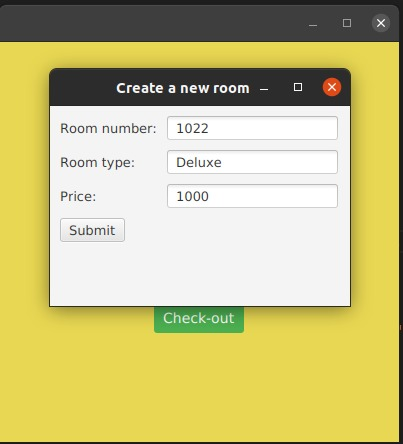 Create a new room
Room number: 1022
Room type: Deluxe
Price: 1000
Submit
Check-out